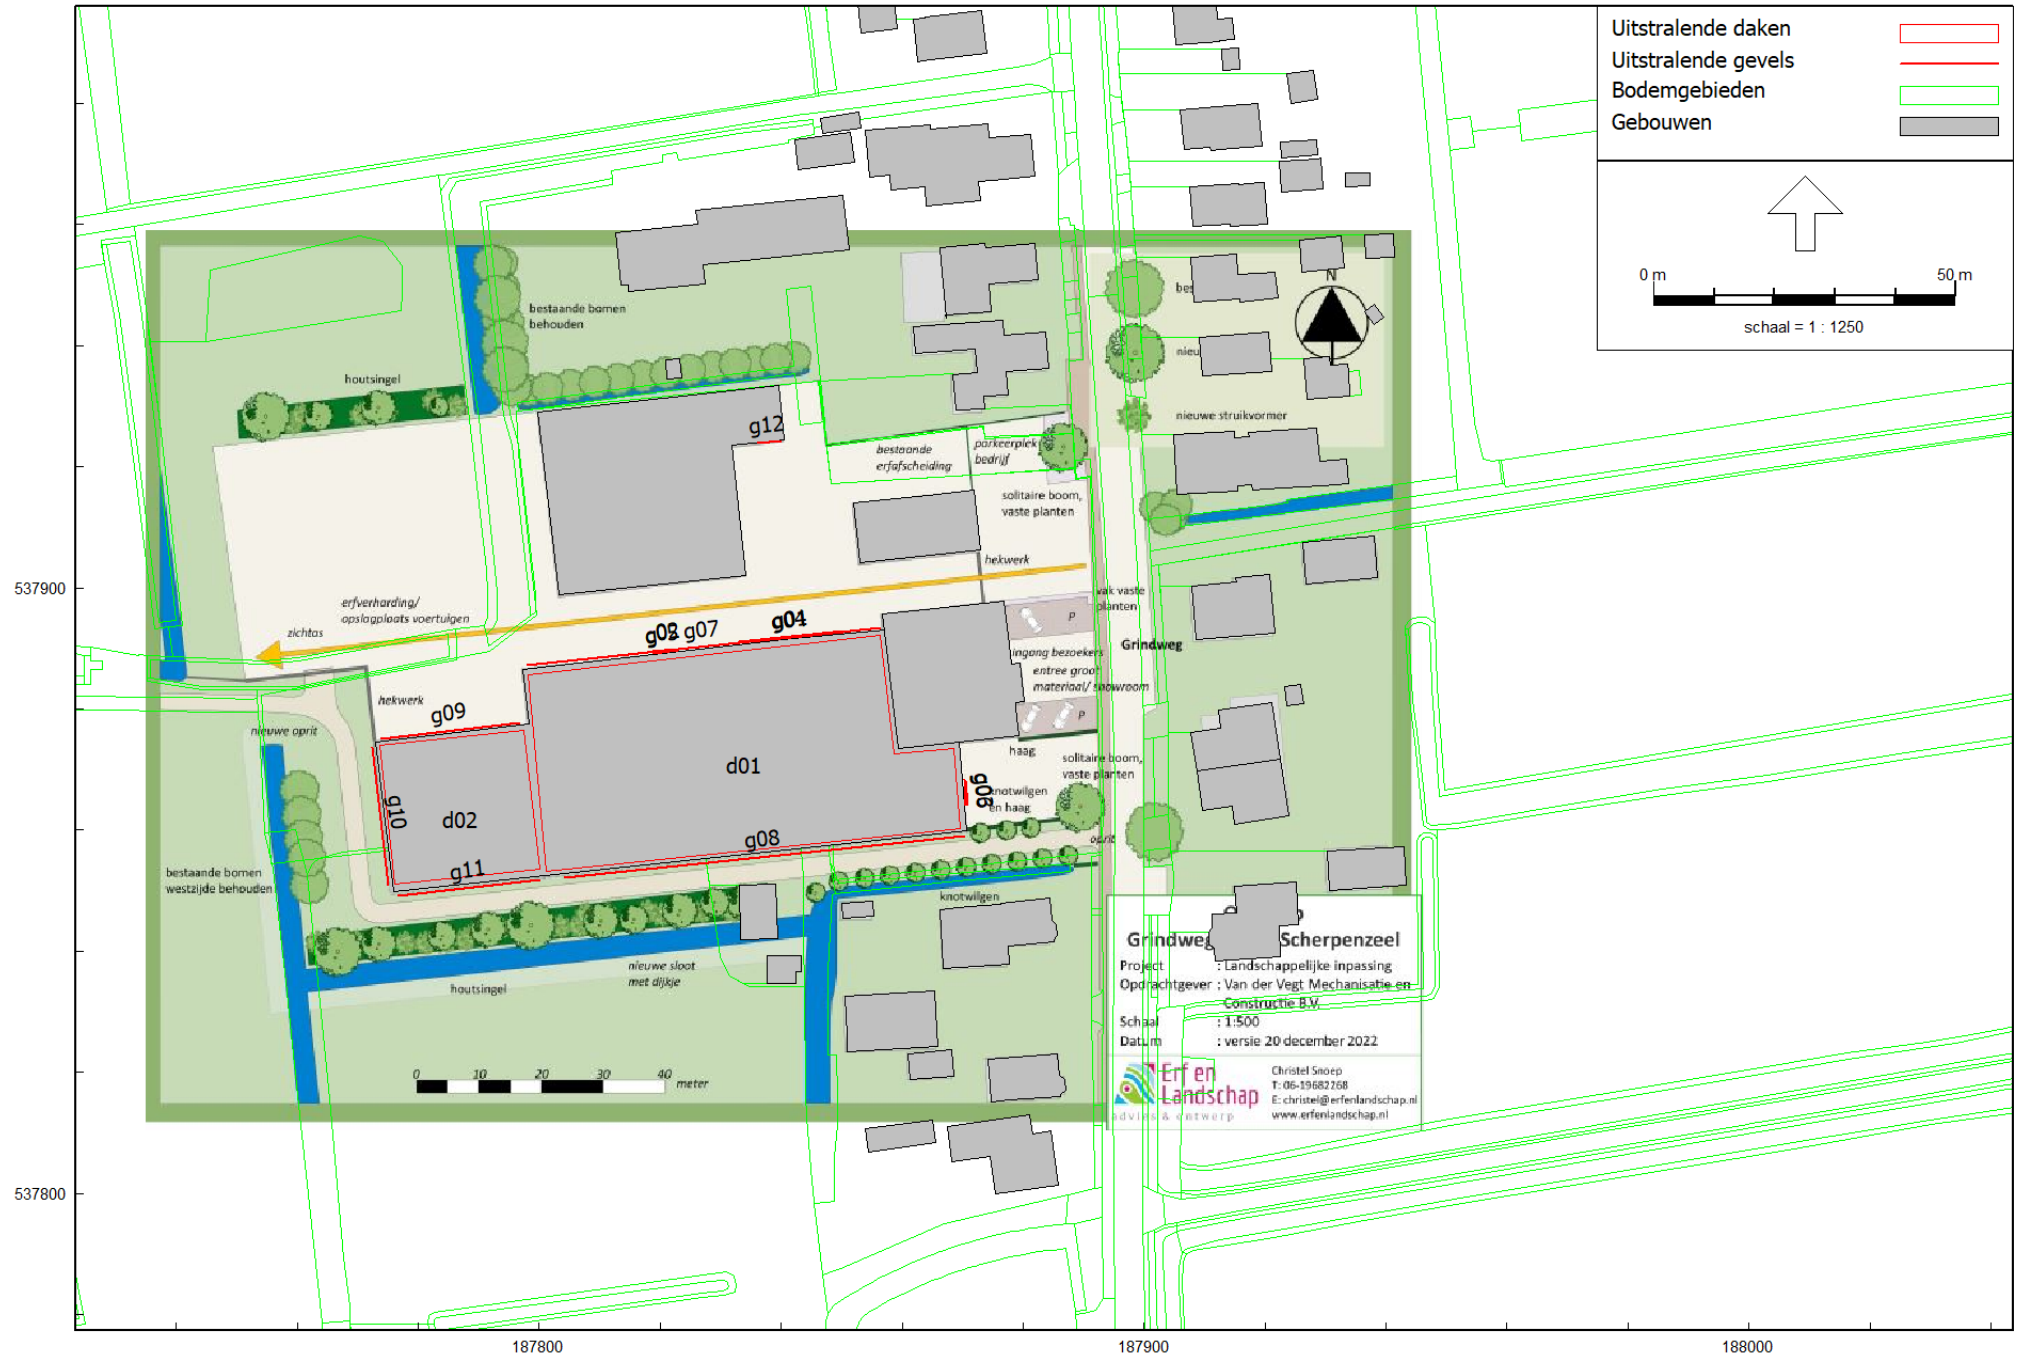 Uitstralende daken
Uitstralende gevels
Bodemgebieden
Gebouwen
0 m
50 m
schaal = 1 : 1250
N
bestaande bomen
behouden
houtsingel
nieuwe struikvormer
g12
bestaande
erfafscheiding
parkeerplek
bedrijf
solitaire boom,
vaste planten
hekwerk
537900
erfverharding/
opslagplaats voertuigen
zichtas
g07
g04
vak vaste
planten
P
Grindweg
ingang bezoekers
entree groot
materiaal/ showroom
P
hekwerk
g09
nieuwe oprit
haag
solitaire boom,
vaste planten
d01
knotwilgen
en haag
g10
d02
g08
oprit
g11
bestaande bomen
westzijde behouden
knotwilgen
nieuwe sloot
met dijkje
houtsingel
Grindweg
Scherpenzeel
Project : Landschappelijke inpassing
Opdrachtgever : Van der Vegt Mechanisatie en
Constructie B.V.
Schaal : 1:500
Datum : versie 20 december 2022
0 10 20 30 40 meter
Erf en
Landschap
advies & ontwerp
Christel Snoep
T: 06-19682268
E: christel@erfenlandschap.nl
www.erfenlandschap.nl
537800
187800
187900
188000